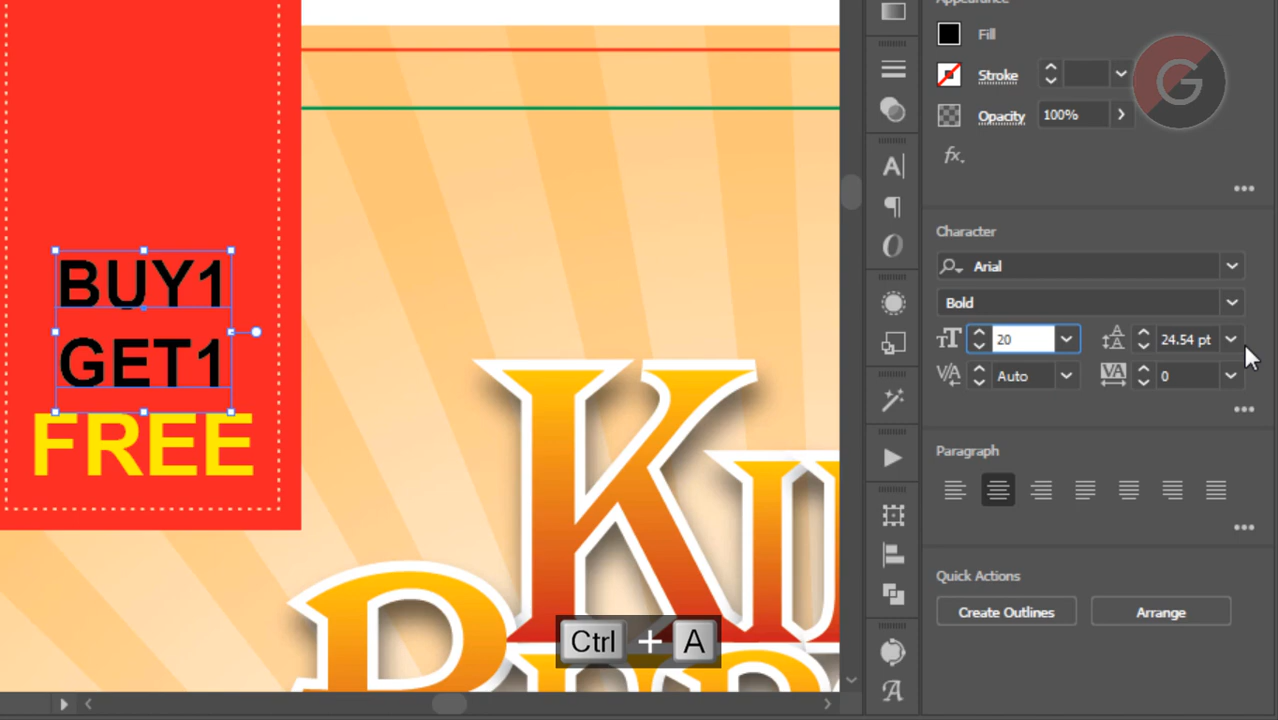 Appearance
Fill
Stroke
Opacity
100%
fx.
G
Character
Arial
Bold
20
24.54 pt
Auto
0
Paragraph
Quick Actions
Create Outlines
Arrange
BUY1
GET1
FREE
Ctrl + A